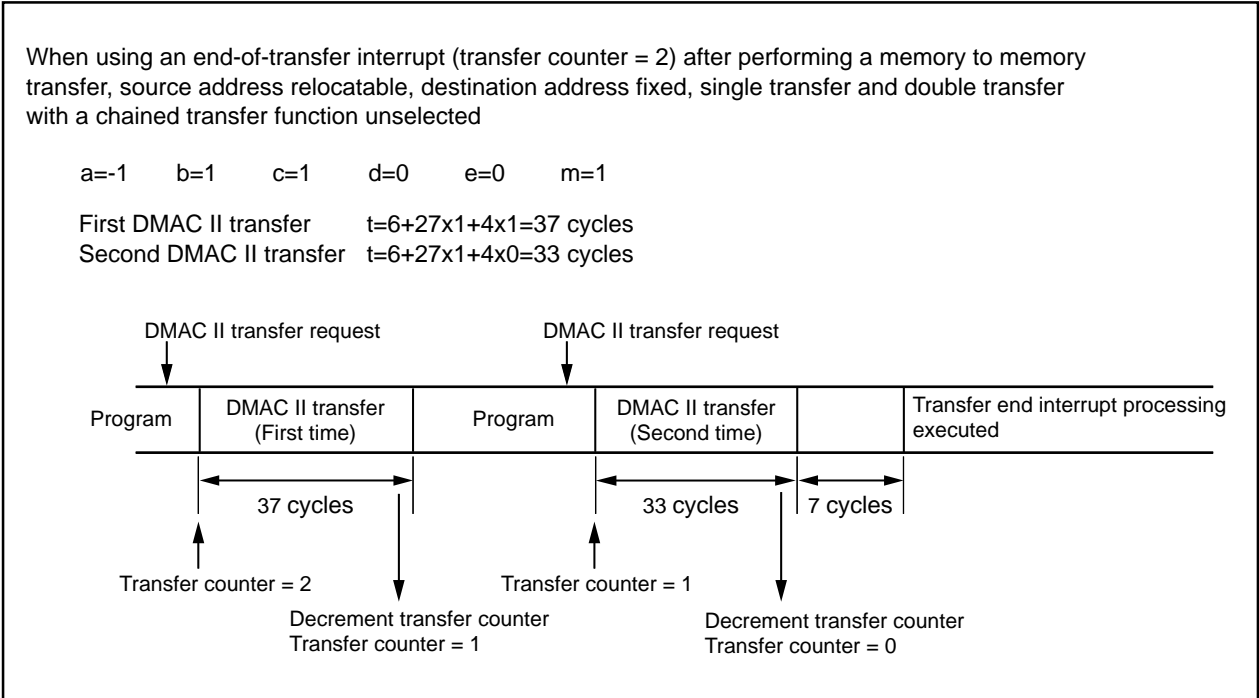 When using an end-of-transfer interrupt (transfer counter = 2) after performing a memory to memory
transfer, source address relocatable, destination address fixed, single transfer and double transfer
with a chained transfer function unselected
a=-1 b=1 c=1 d=0 e=0 m=1
First DMAC II transfer t=6+27x1+4x1=37 cycles
Second DMAC II transfer t=6+27x1+4x0=33 cycles
DMAC II transfer request DMAC II transfer request
Program
DMAC II transfer
(First time)
Program
DMAC II transfer
(Second time)
Transfer end interrupt processing
executed
37 cycles 33 cycles 7 cycles
Transfer counter = 2 Transfer counter = 1
Decrement transfer counter
Transfer counter = 1
Decrement transfer counter
Transfer counter = 0